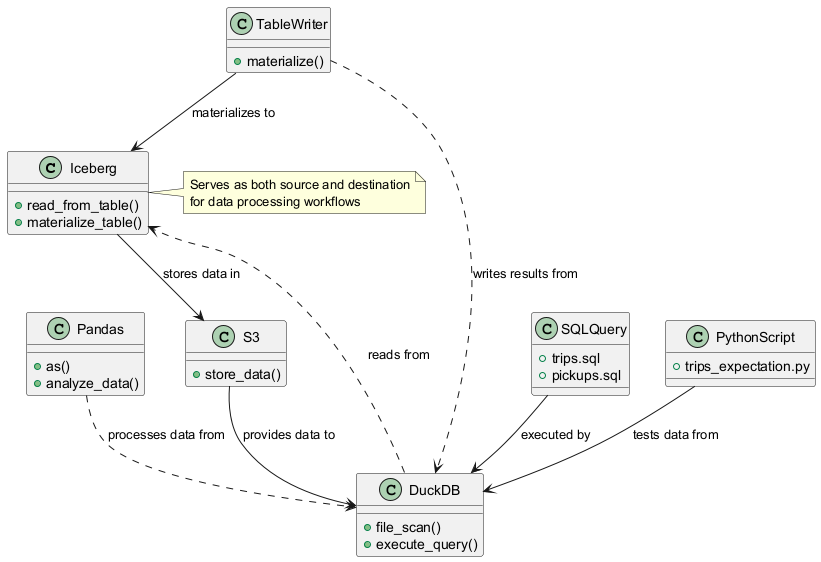 C TableWriter
materialize()
materializes to
C Iceberg
read_from_table()
materialize_table()
Serves as both source and destination
for data processing workflows
stores data in
writes results from
C Pandas
as()
analyze_data()
C S3
store_data()
reads from
C SQLQuery
trips.sql
pickups.sql
C PythonScript
trips_expectation.py
processes data from
provides data to
executed by
tests data from
C DuckDB
file_scan()
execute_query()